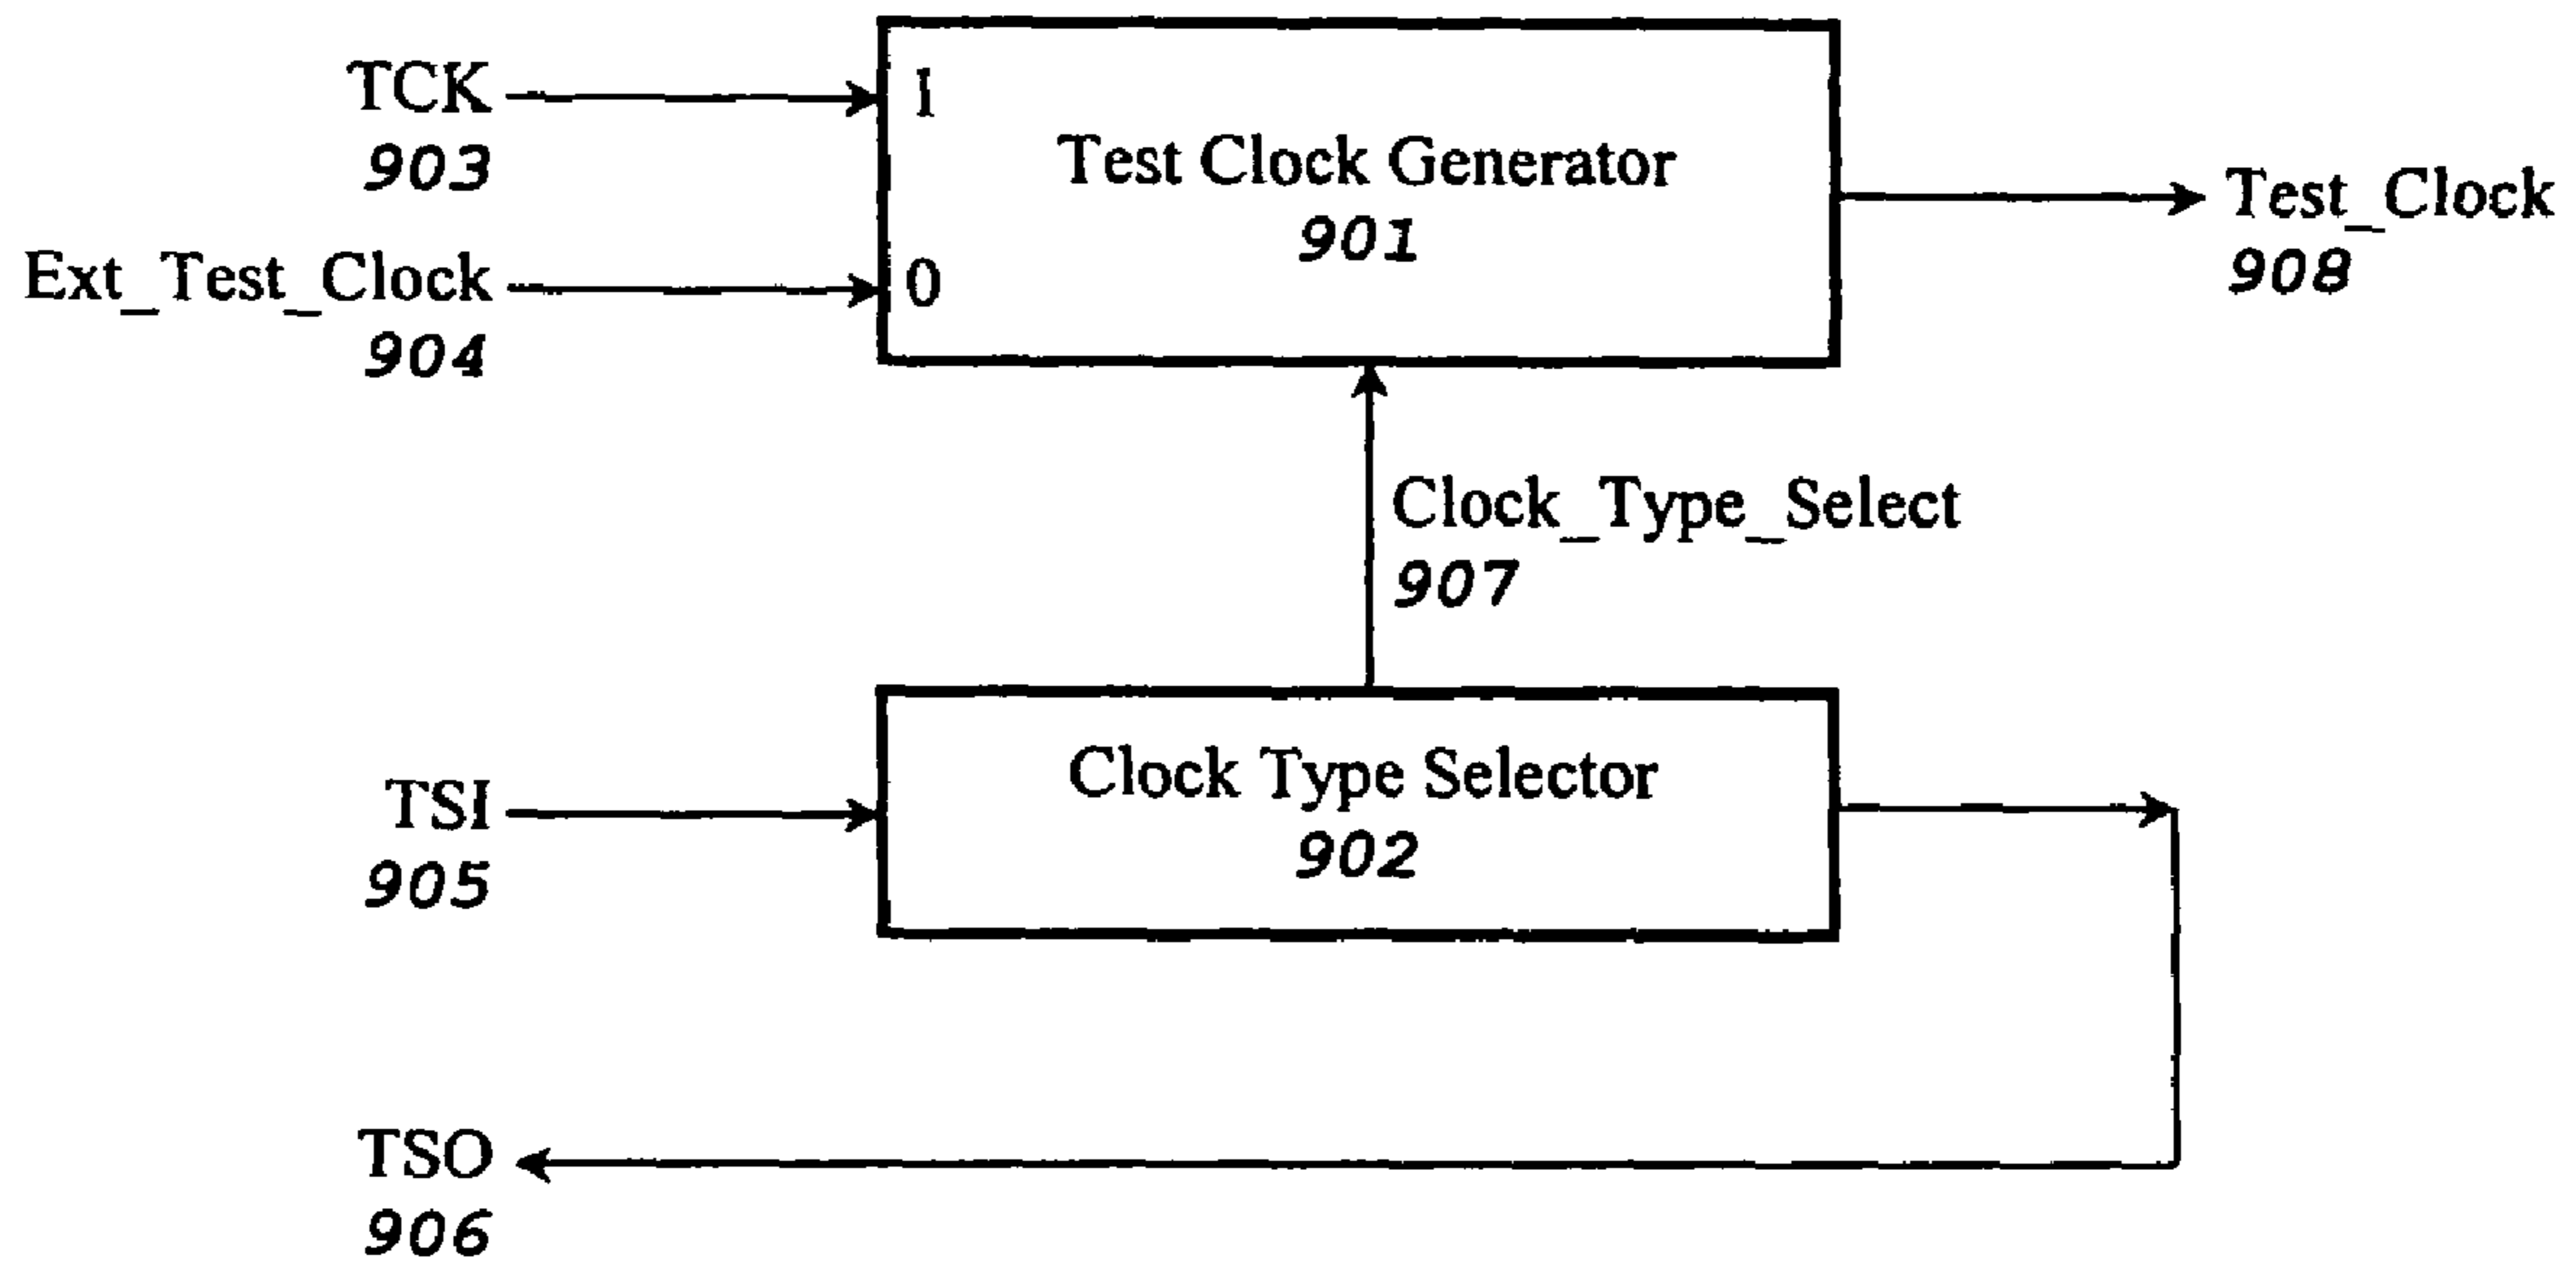 TCK
903
1
Test Clock Generator
901
Test_Clock
908
Ext_Test_Clock
904
0
Clock_Type_Select
907
TSI
905
Clock Type Selector
902
TSO
906